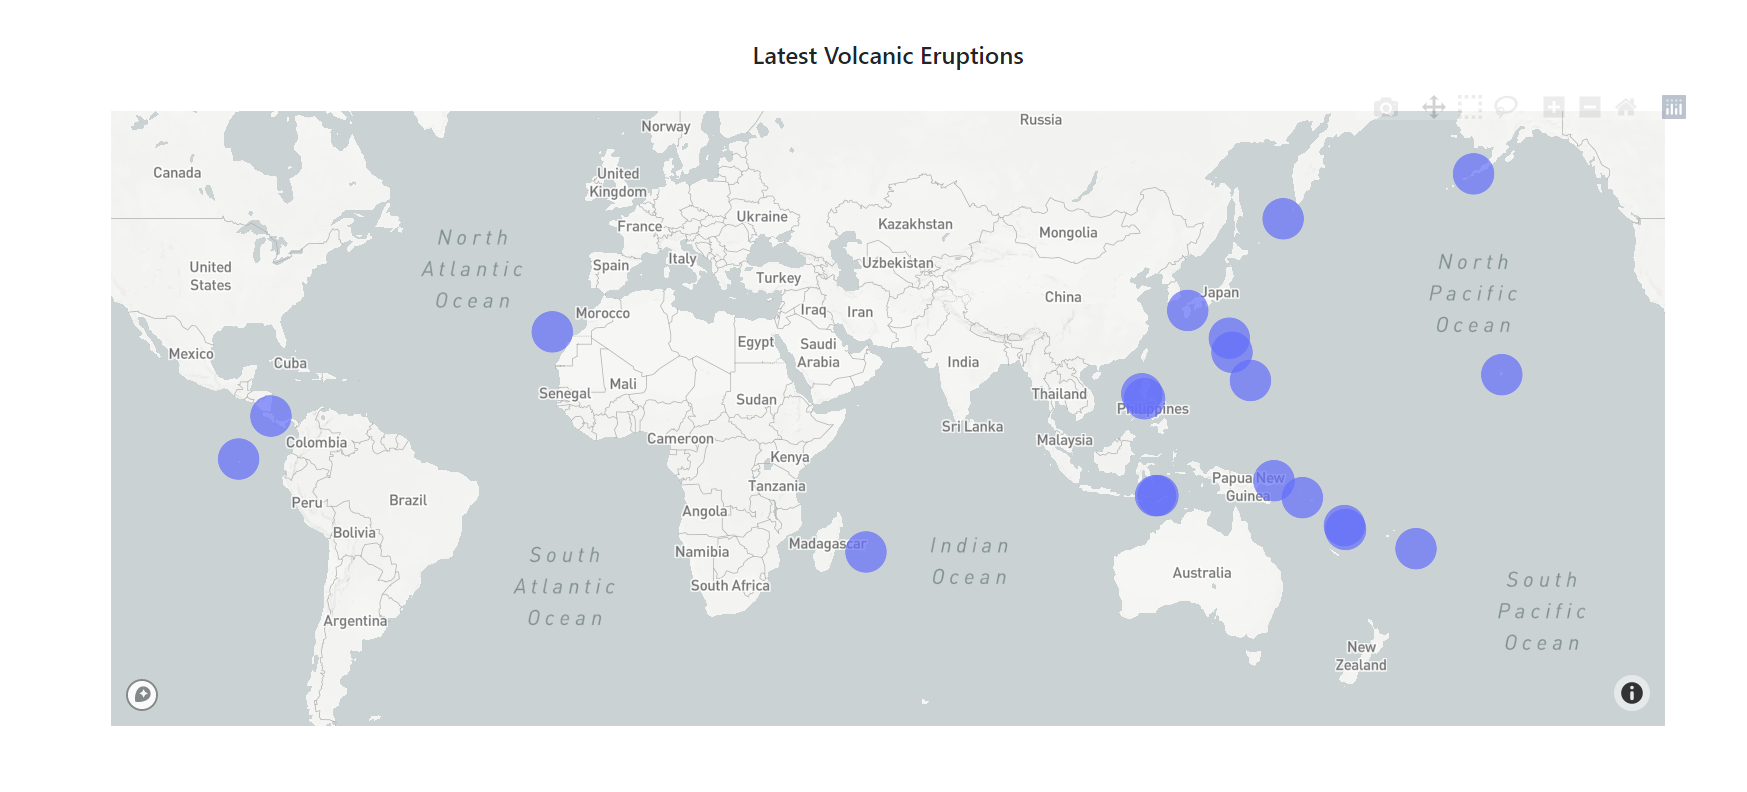 Latest Volcanic Eruptions
Russia
Norway
Canada
United
Kingdom
Ukraine
France
Kazakhstan
Mongolia
North
Atlantic
Ocean
Italy
Spain
Uzbekistan
Turkey
United
States
North
Pacific
Ocean
Japan
China
Morocco
Iraq
Iran
Egypt
Saudi
Arabia
Mexico
Cuba
India
Mali
Senegal
Sudan
Thailand
Philippines
Sri Lanka
Colombia
Cameroon
Malaysia
Kenya
Papua New
Guinea
Tanzania
Peru
Brazil
Angola
Bolivia
Namibia
Madagascar
Indian
Ocean
South
Atlantic
Ocean
South Africa
Australia
South
Pacific
Ocean
Argentina
New
Zealand